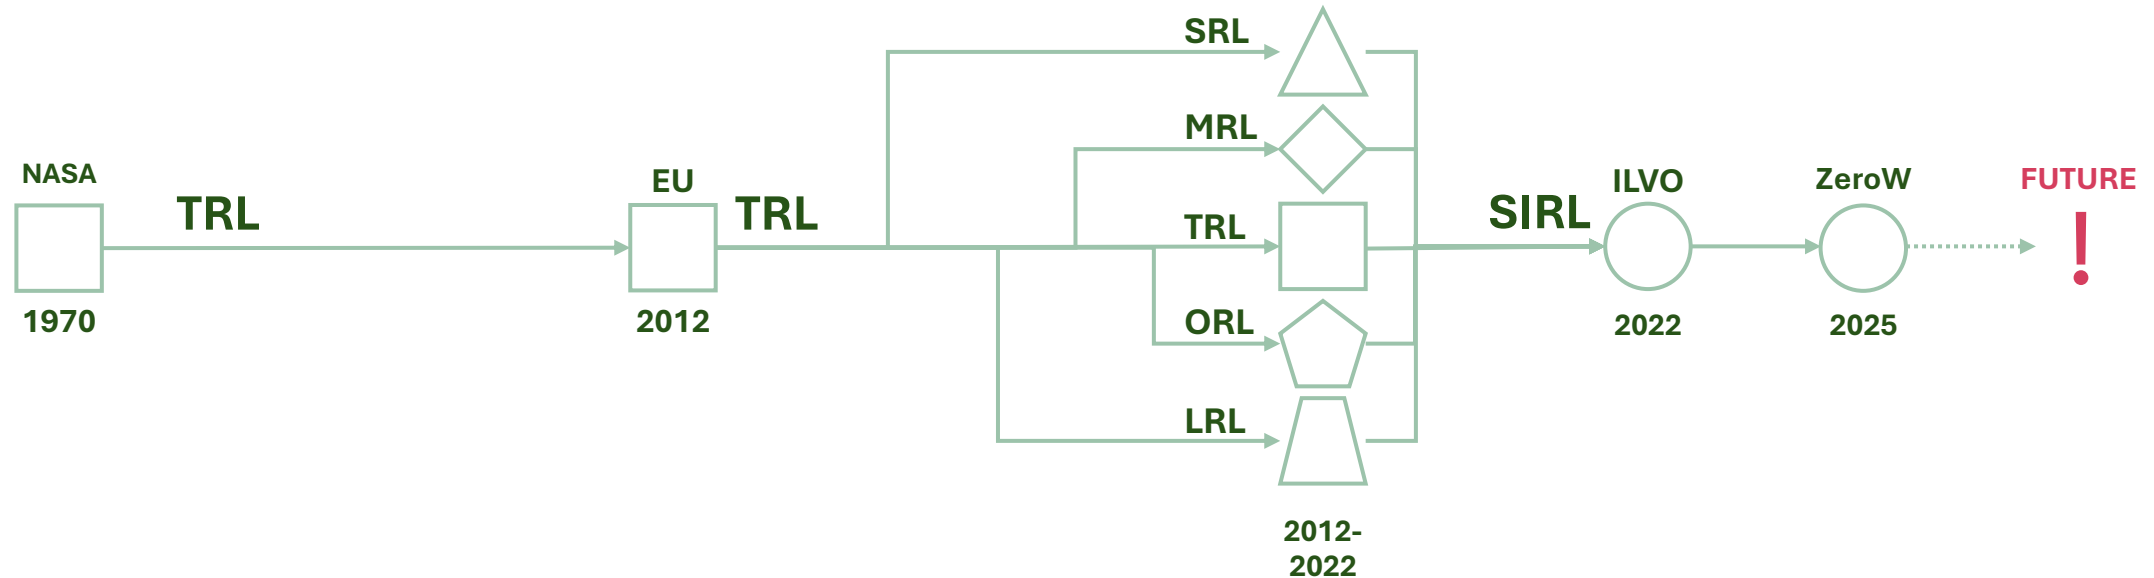 NASA
TRL
1970
EU
TRL
2012
SRL
MRL
TRL
ORL
LRL
2012-
2022
SIRL
ILVO
2022
ZeroW
2025
FUTURE
!